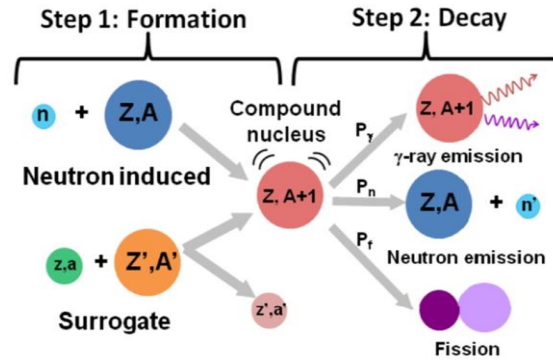 Step 1: Formation
Step 2: Decay
n + Z,A
Neutron induced
z,a + Z',A'
Surrogate
Compound
nucleus
Z, A+1
z',a'
Pγ
Pn
Pf
Z, A+1
γ-ray emission
Z,A + n'
Neutron emission
Fission